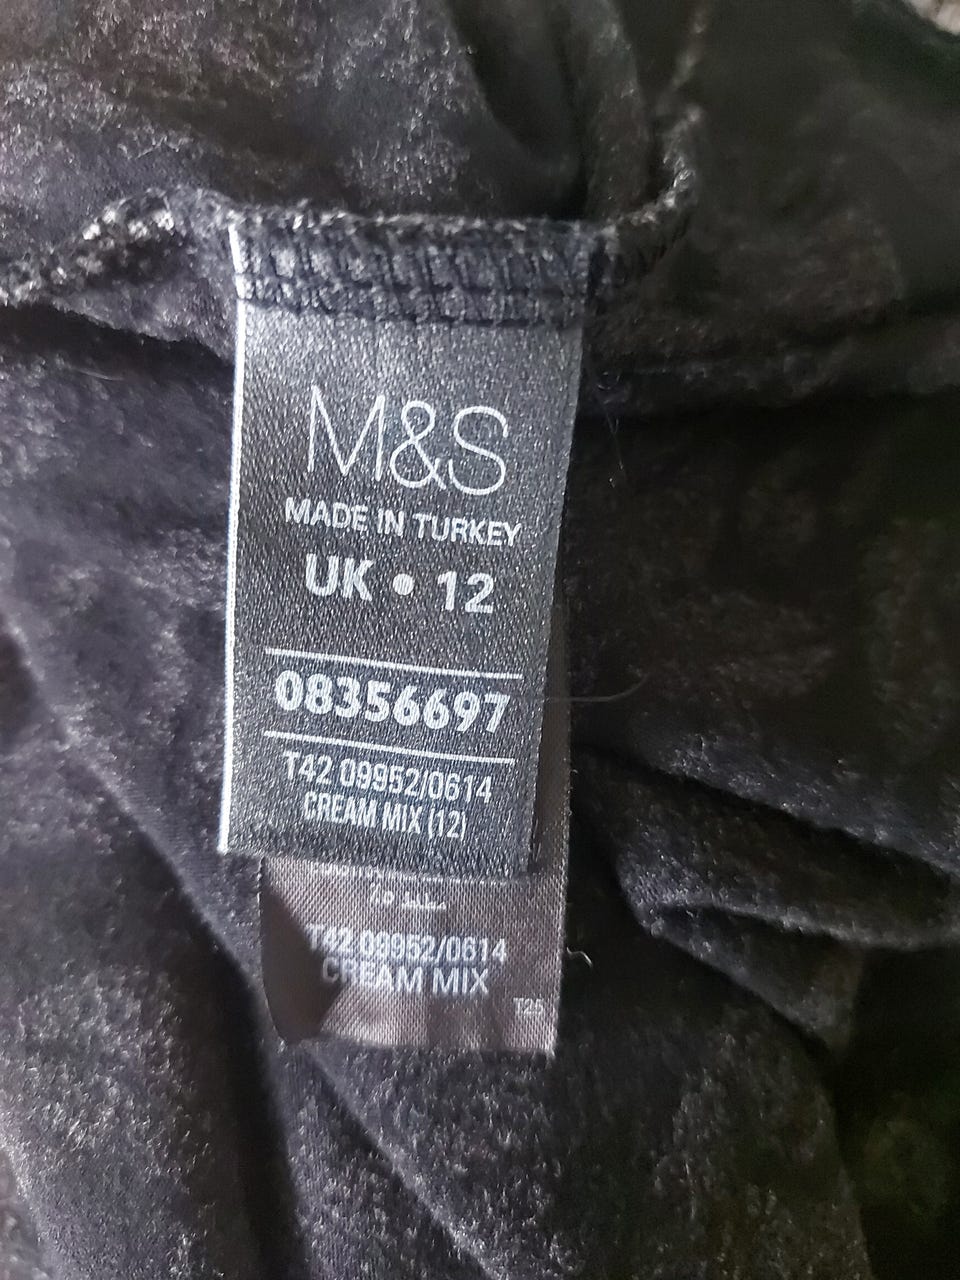 M&S
MADE IN TURKEY
UK • 12
08356697
T42 09952/0614
CREAM MIX (12)
T42 09952/0614
CREAM MIX
T25